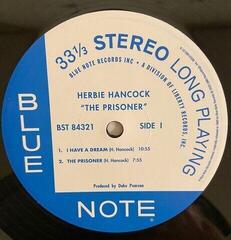 33⅓ STEREO LONG PLAYING
BLUE NOTE RECORDS INC • A DIVISION OF LIBERTY RECORDS, INC.
HERBIE HANCOCK
"THE PRISONER"
BST 84321 SIDE 1
1. I HAVE A DREAM (H. Hancock) 10:55
2. THE PRISONER (H. Hancock) 7:55
Produced by Duke Pearson
BLUE
NOTE